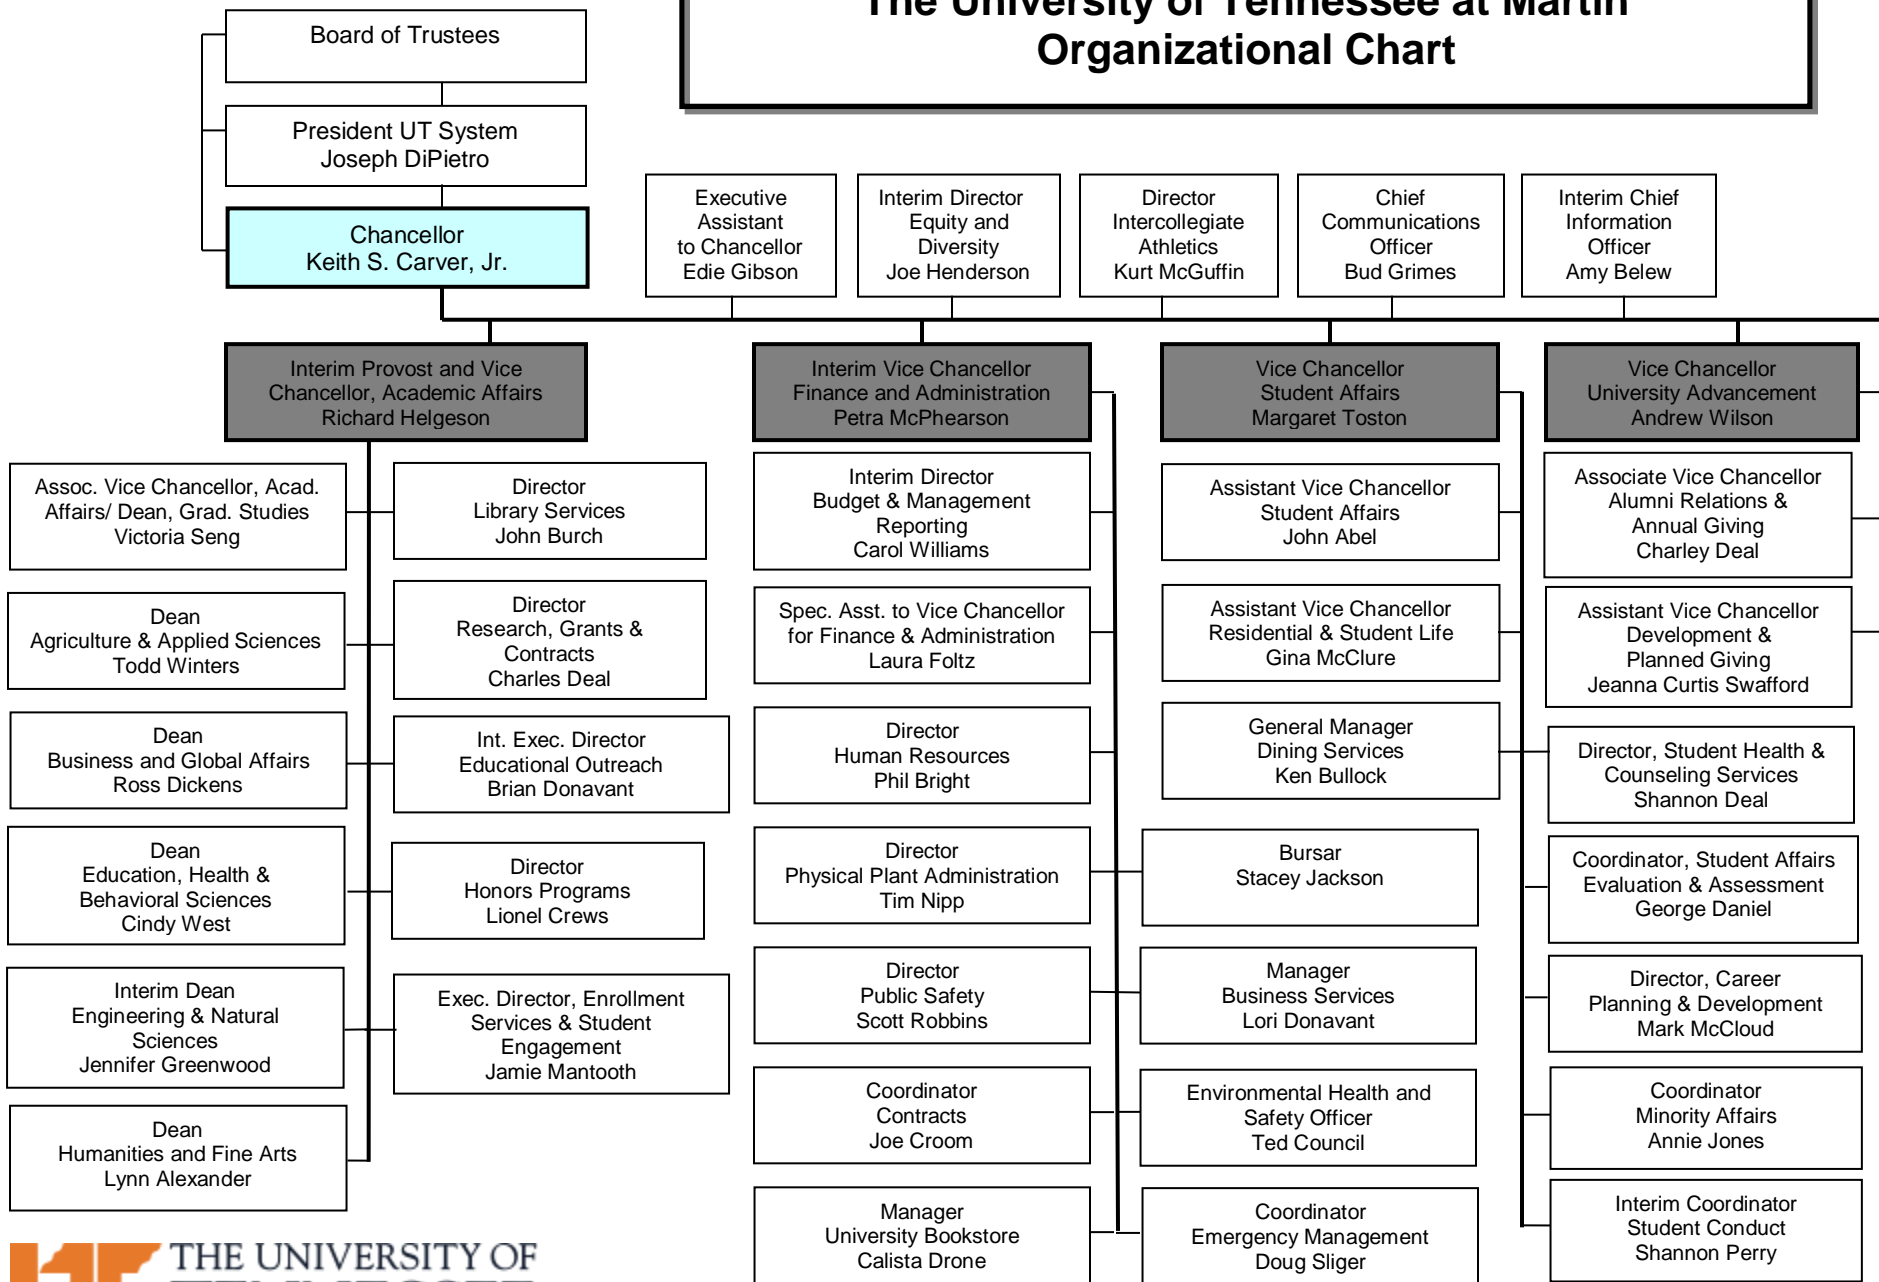 The University of Tennessee at Martin
Organizational Chart
Board of Trustees
President UT System
Joseph DiPietro
Chancellor
Keith S. Carver, Jr.
Executive
Assistant
to Chancellor
Edie Gibson
Interim Director
Equity and
Diversity
Joe Henderson
Director
Intercollegiate
Athletics
Kurt McGuffin
Chief
Communications
Officer
Bud Grimes
Interim Chief
Information
Officer
Amy Belew
Interim Provost and Vice
Chancellor, Academic Affairs
Richard Helgeson
Interim Vice Chancellor
Finance and Administration
Petra McPhearson
Vice Chancellor
Student Affairs
Margaret Toston
Vice Chancellor
University Advancement
Andrew Wilson
Assoc. Vice Chancellor, Acad.
Affairs/ Dean, Grad. Studies
Victoria Seng
Dean
Agriculture & Applied Sciences
Todd Winters
Dean
Business and Global Affairs
Ross Dickens
Dean
Education, Health &
Behavioral Sciences
Cindy West
Interim Dean
Engineering & Natural
Sciences
Jennifer Greenwood
Dean
Humanities and Fine Arts
Lynn Alexander
Director
Library Services
John Burch
Director
Research, Grants &
Contracts
Charles Deal
Int. Exec. Director
Educational Outreach
Brian Donavant
Director
Honors Programs
Lionel Crews
Exec. Director, Enrollment
Services & Student
Engagement
Jamie Mantooth
Interim Director
Budget & Management
Reporting
Carol Williams
Spec. Asst. to Vice Chancellor
for Finance & Administration
Laura Foltz
Director
Human Resources
Phil Bright
Director
Physical Plant Administration
Tim Nipp
Director
Public Safety
Scott Robbins
Coordinator
Contracts
Joe Croom
Manager
University Bookstore
Calista Drone
Bursar
Stacey Jackson
Manager
Business Services
Lori Donavant
Environmental Health and
Safety Officer
Ted Council
Coordinator
Emergency Management
Doug Sliger
Assistant Vice Chancellor
Student Affairs
John Abel
Assistant Vice Chancellor
Residential & Student Life
Gina McClure
General Manager
Dining Services
Ken Bullock
Associate Vice Chancellor
Alumni Relations &
Annual Giving
Charley Deal
Assistant Vice Chancellor
Development &
Planned Giving
Jeanna Curtis Swafford
Director, Student Health &
Counseling Services
Shannon Deal
Coordinator, Student Affairs
Evaluation & Assessment
George Daniel
Director, Career
Planning & Development
Mark McCloud
Coordinator
Minority Affairs
Annie Jones
Interim Coordinator
Student Conduct
Shannon Perry
THE UNIVERSITY OF